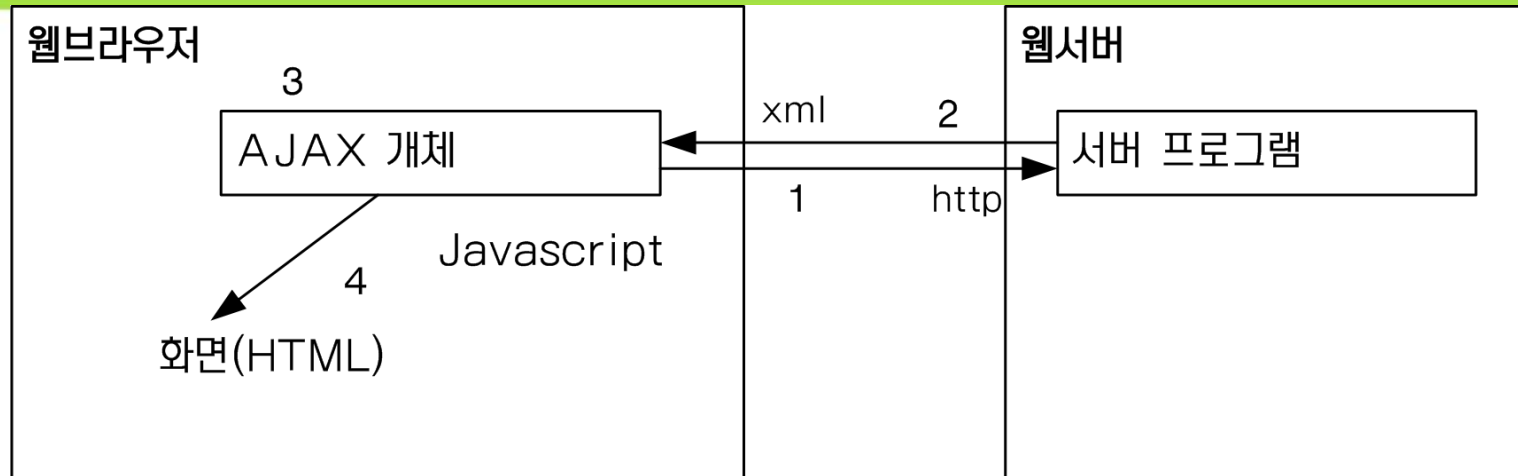 웹브라우저
웹서버
3
xml
2
AJAX 개체
서버 프로그램
1
http
Javascript
4
화면(HTML)